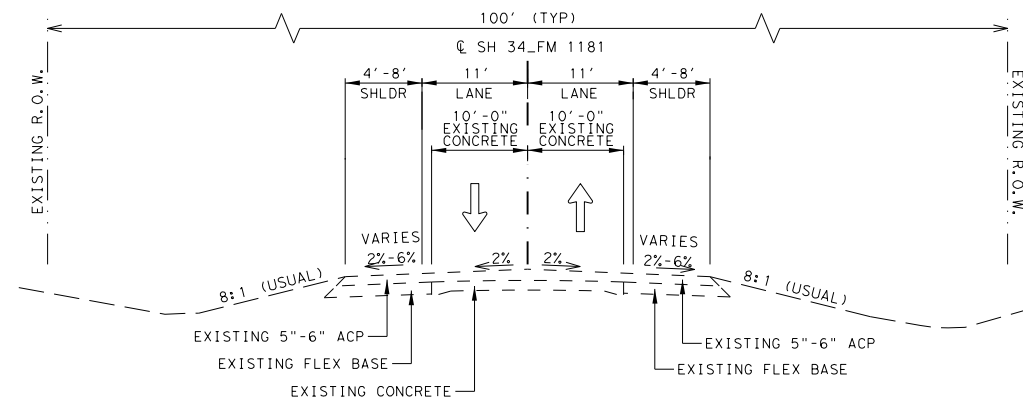 100' (TYP)
℄ SH 34_FM 1181
4'-8'
SHLDR
11'
LANE
11'
LANE
4'-8'
SHLDR
10'-0"
EXISTING
CONCRETE
10'-0"
EXISTING
CONCRETE
EXISTING R.O.W.
EXISTING R.O.W.
VARIES
2%-6%
2%
2%
VARIES
2%-6%
8:1 (USUAL)
8:1 (USUAL)
EXISTING 5"-6" ACP
EXISTING FLEX BASE
EXISTING CONCRETE
EXISTING 5"-6" ACP
EXISTING FLEX BASE